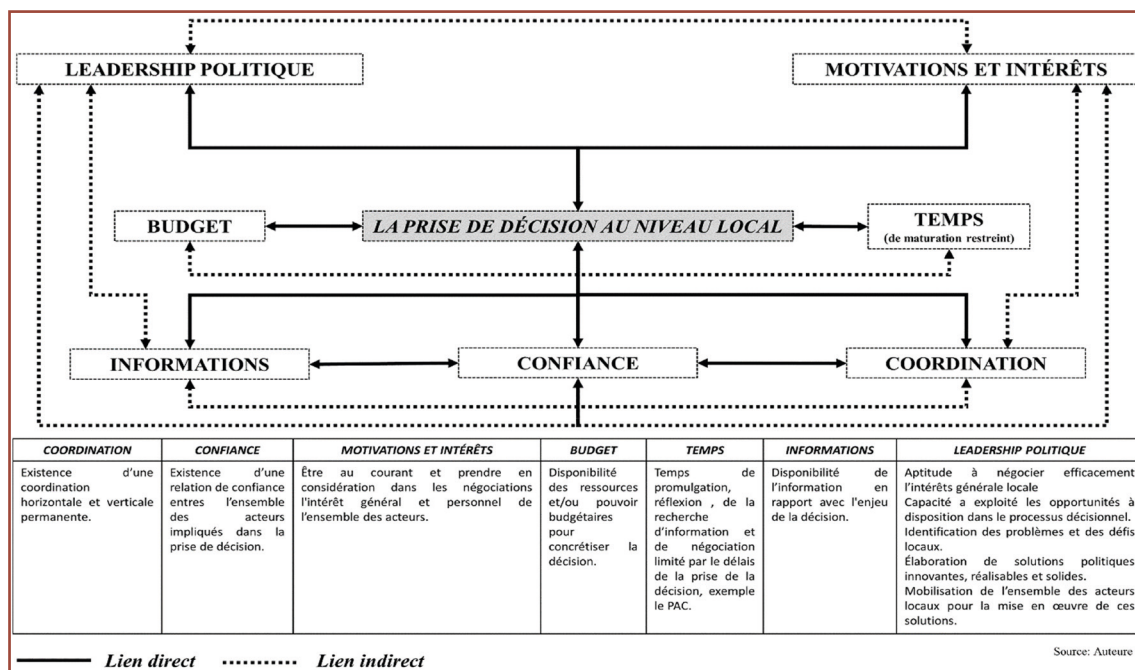 LEADERSHIP POLITIQUE
MOTIVATIONS ET INTÉRÊTS
BUDGET
LA PRISE DE DÉCISION AU NIVEAU LOCAL
TEMPS
(de maturation restreint)
INFORMATIONS
CONFIANCE
COORDINATION
COORDINATION
Existence d'une
coordination
horizontale et verticale
permanente.
CONFIANCE
Existence d'une
relation de confiance
entres l'ensemble
des acteurs
impliqués dans la
prise de décision.
MOTIVATIONS ET INTÉRÊTS
Être au courant et prendre en
considération dans les négociations
l'intérêt général et personnel de
l'ensemble des acteurs.
BUDGET
Disponibilité
des ressources
et/ou pouvoir
budgétaires
pour
concrétiser la
décision.
TEMPS
Temps de
promulgation,
réflexion , de la
recherche
d'information et
de négociation
limité par le délais
de la prise de la
décision, exemple
le PAC.
INFORMATIONS
Disponibilité de
l'information en
rapport avec l'enjeu
de la décision.
LEADERSHIP POLITIQUE
Aptitude à négocier efficacement
l'intérêts générale locale
Capacité a exploité les opportunités à
disposition dans le processus décisionnel.
Identification des problèmes et des défis
locaux.
Élaboration de solutions politiques
innovantes, réalisables et solides.
Mobilisation de l'ensemble des acteurs
locaux pour la mise en œuvre de ces
solutions.
Lien direct
Lien indirect
Source: Auteure